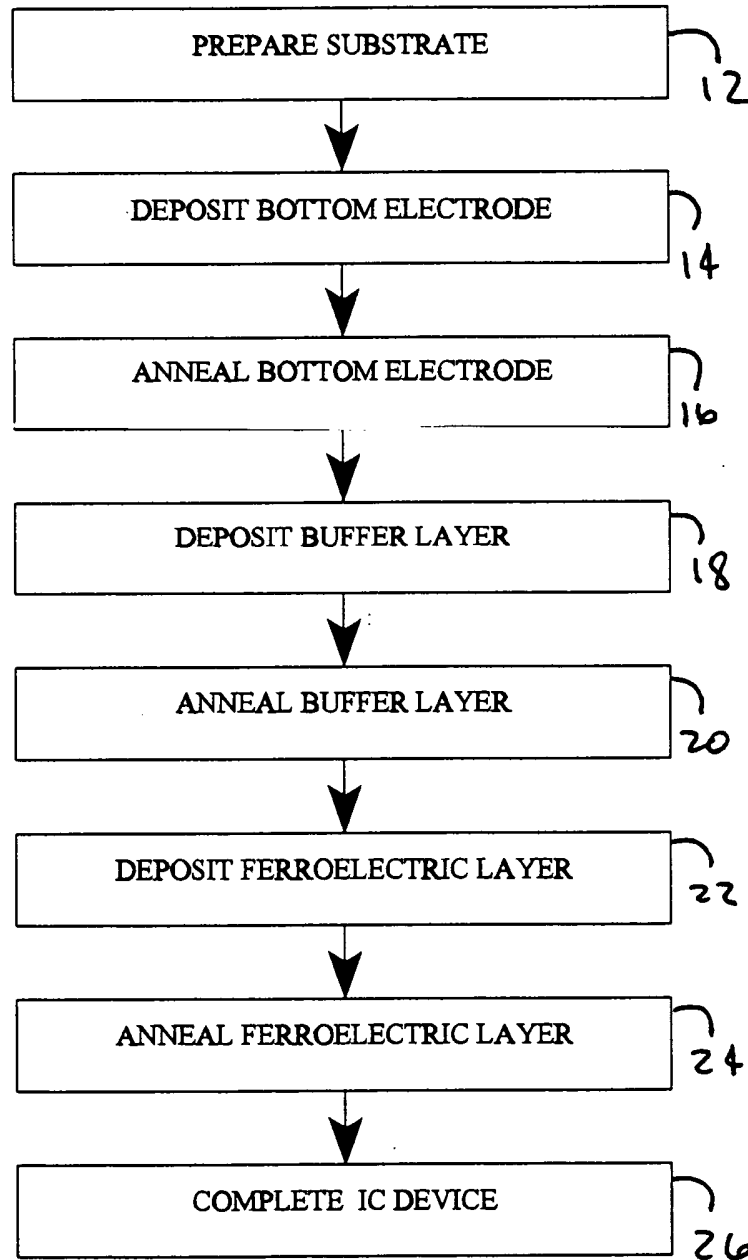 PREPARE SUBSTRATE
12
DEPOSIT BOTTOM ELECTRODE
14
ANNEAL BOTTOM ELECTRODE
16
DEPOSIT BUFFER LAYER
18
ANNEAL BUFFER LAYER
20
DEPOSIT FERROELECTRIC LAYER
22
ANNEAL FERROELECTRIC LAYER
24
COMPLETE IC DEVICE
26